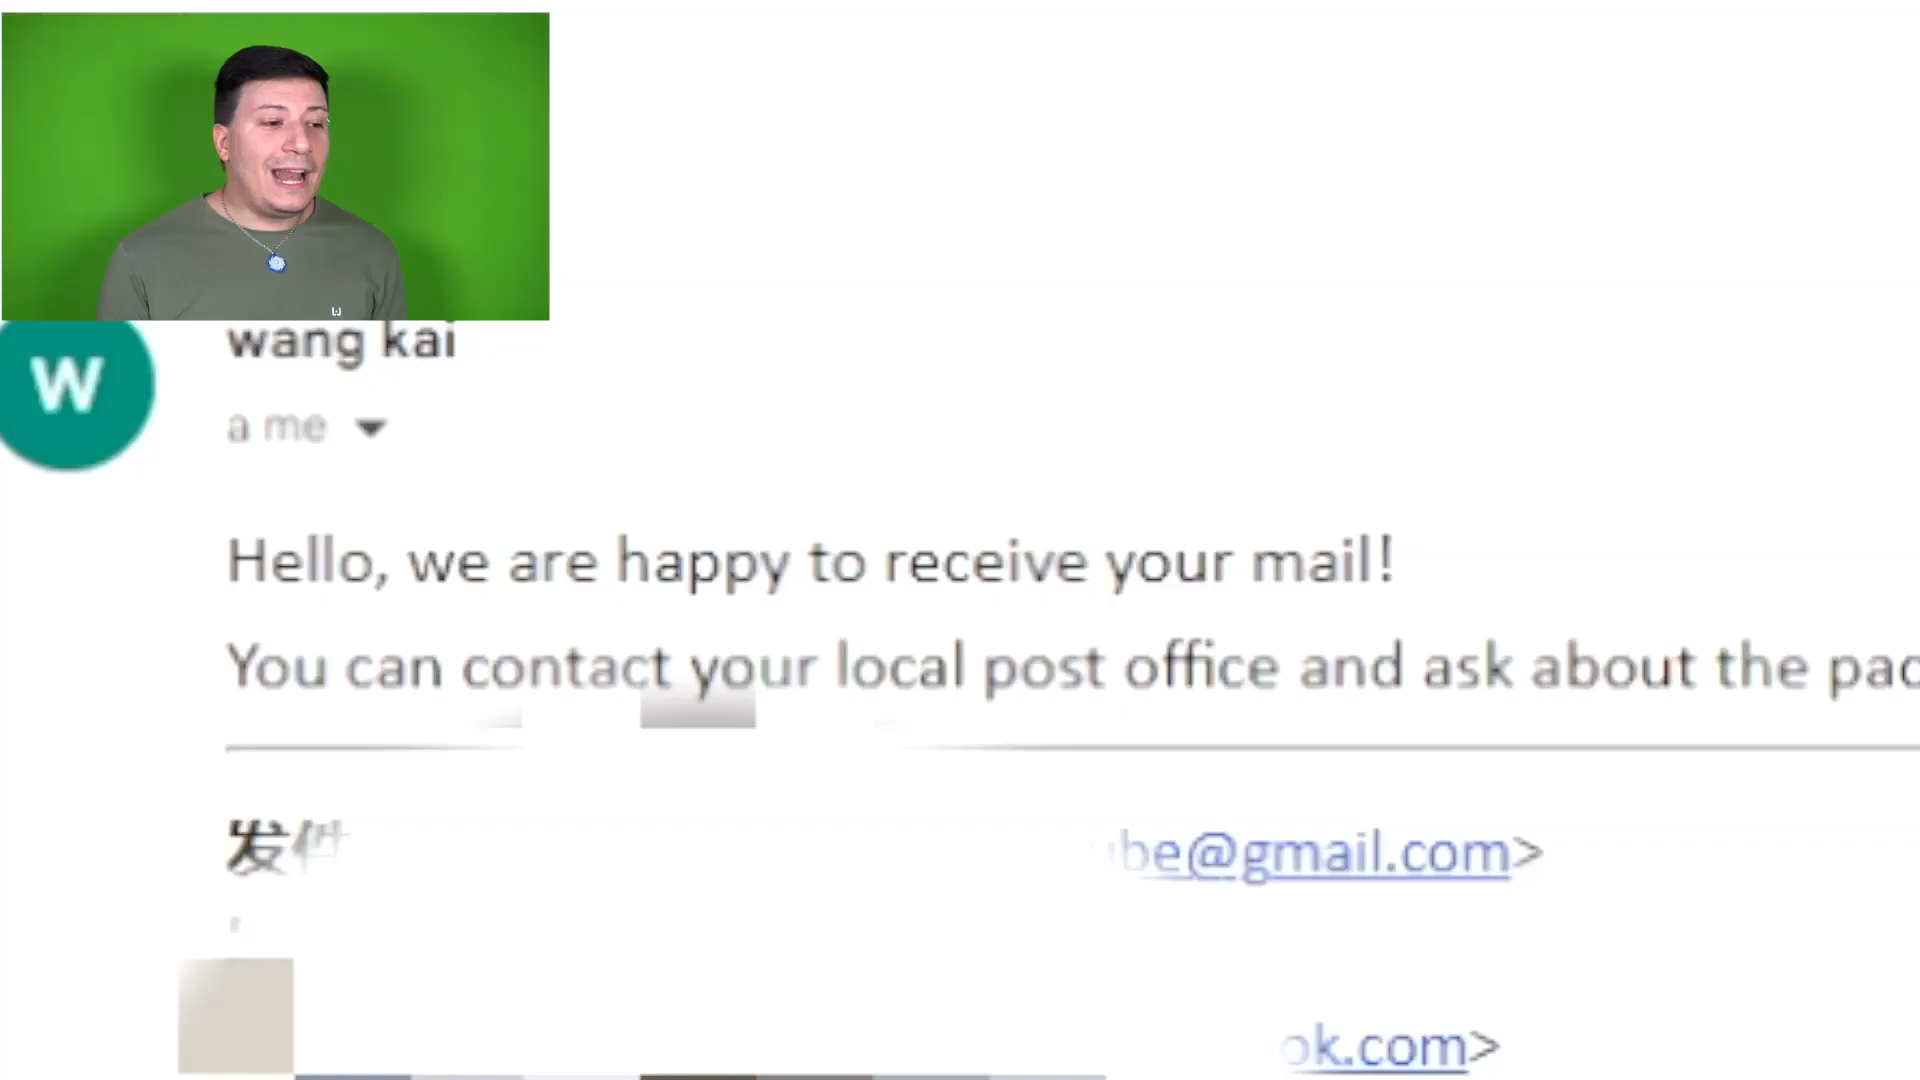 wang kai
W
a me
Hello, we are happy to receive your mail!
You can contact your local post office and ask about the
发件
be@gmail.com>
ok.com>